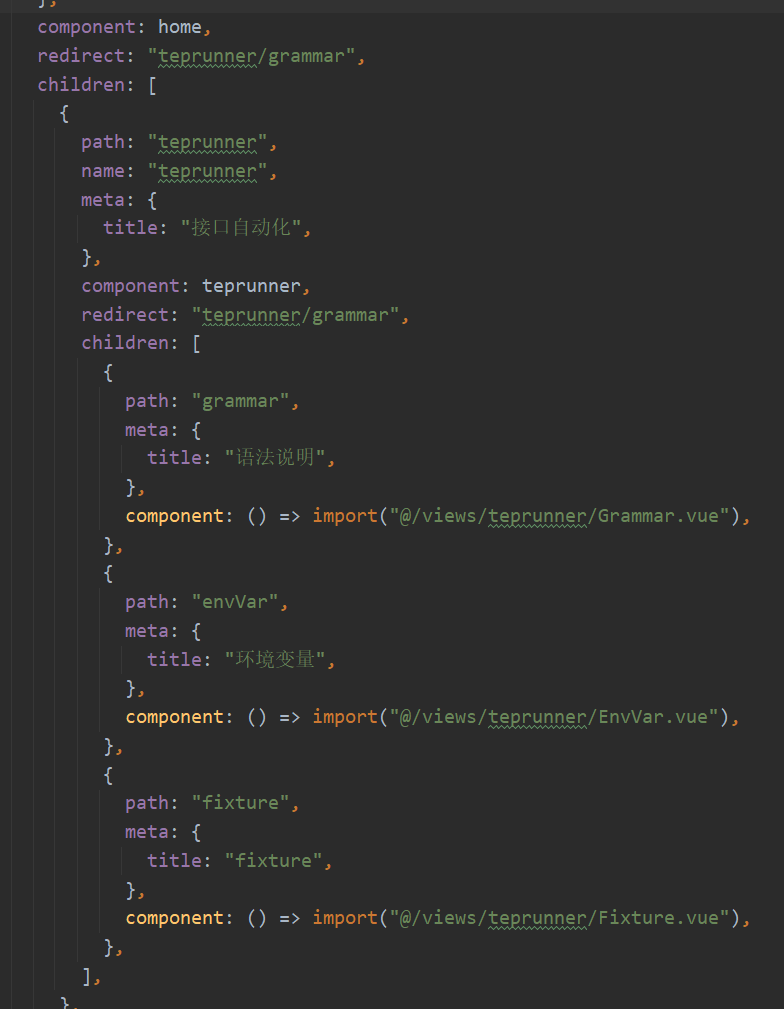 },
component: home,
redirect: "teprunner/grammar",
children: [
{
path: "teprunner",
name: "teprunner",
meta: {
title: "接口自动化",
},
component: teprunner,
redirect: "teprunner/grammar",
children: [
{
path: "grammar",
meta: {
title: "语法说明",
},
component: () => import("@/views/teprunner/Grammar.vue"),
},
{
path: "envVar",
meta: {
title: "环境变量",
},
component: () => import("@/views/teprunner/EnvVar.vue"),
},
{
path: "fixture",
meta: {
title: "fixture",
},
component: () => import("@/views/teprunner/Fixture.vue"),
},
],
},